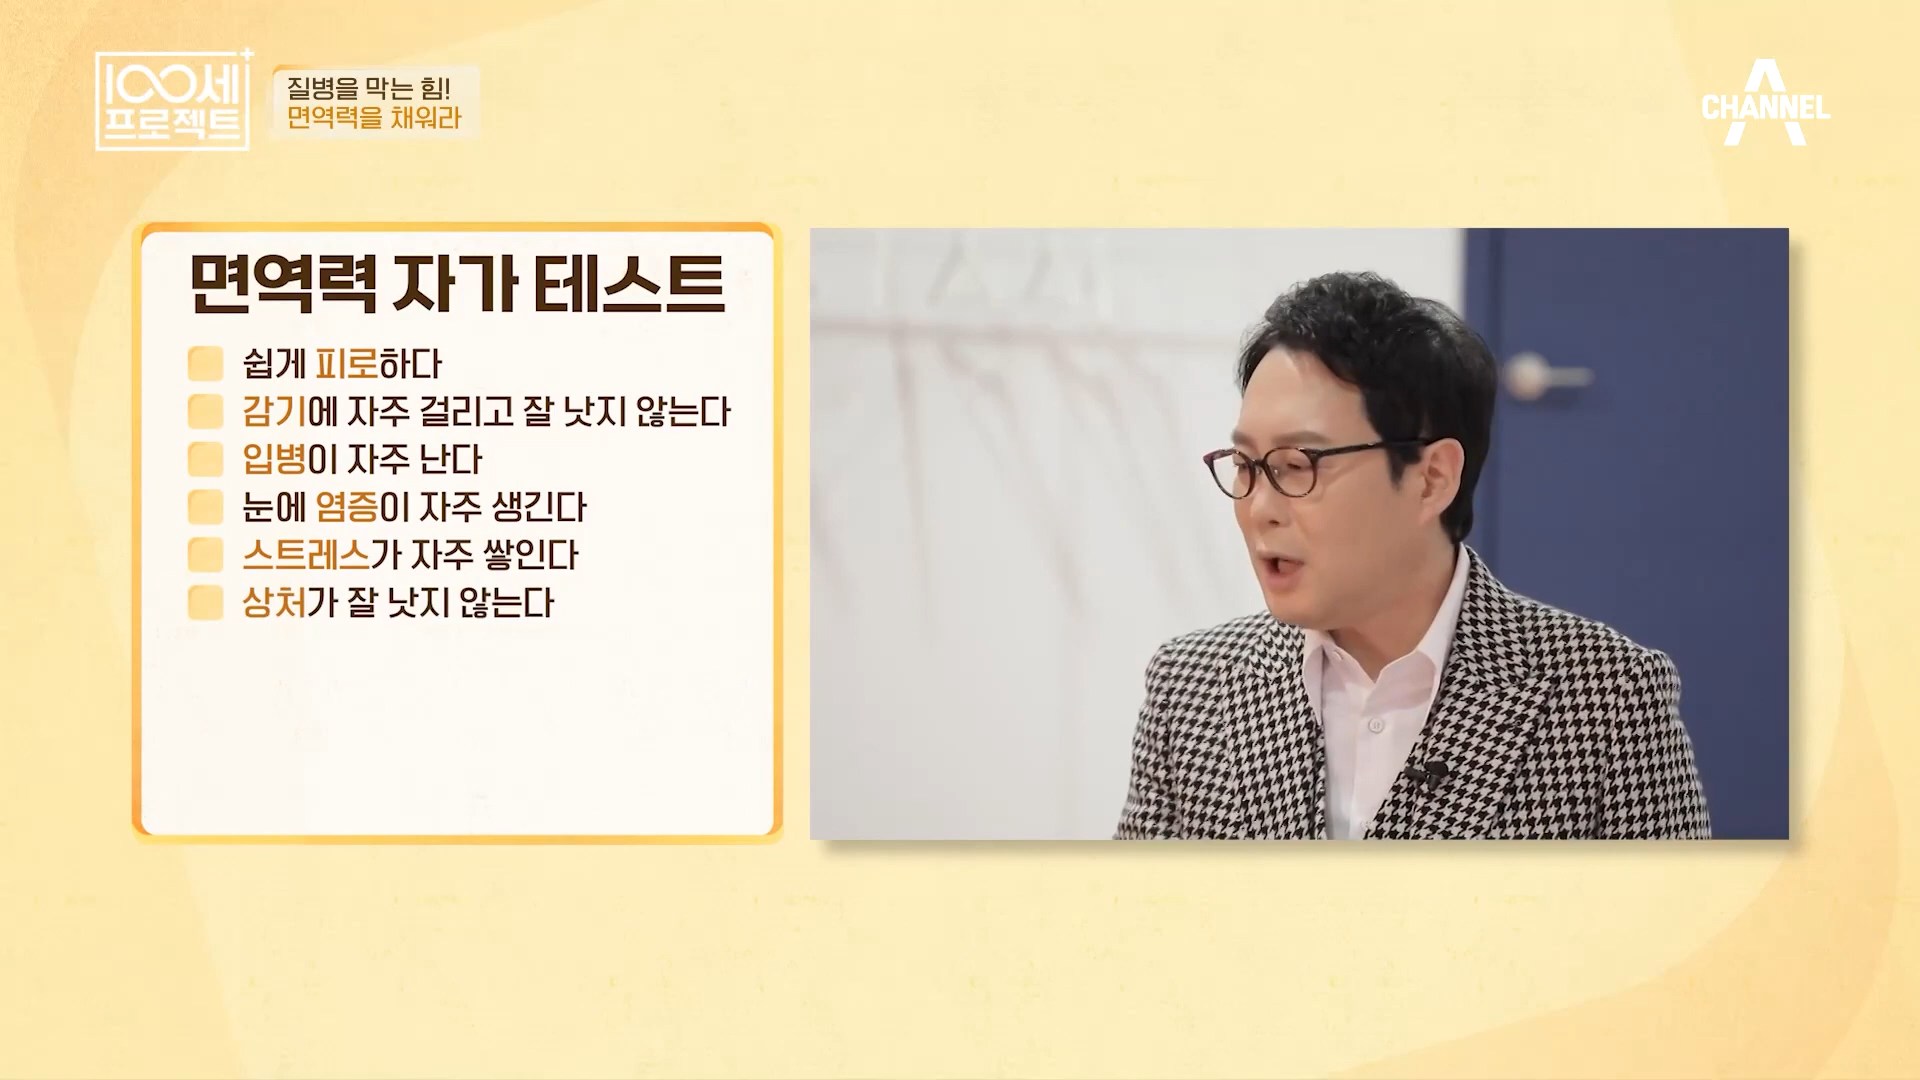 100세+
프로젝트
질병을 막는 힘!
면역력을 채워라
CHANNEL A
면역력 자가 테스트
쉽게 피로하다
감기에 자주 걸리고 잘 낫지 않는다
입병이 자주 난다
눈에 염증이 자주 생긴다
스트레스가 자주 쌓인다
상처가 잘 낫지 않는다